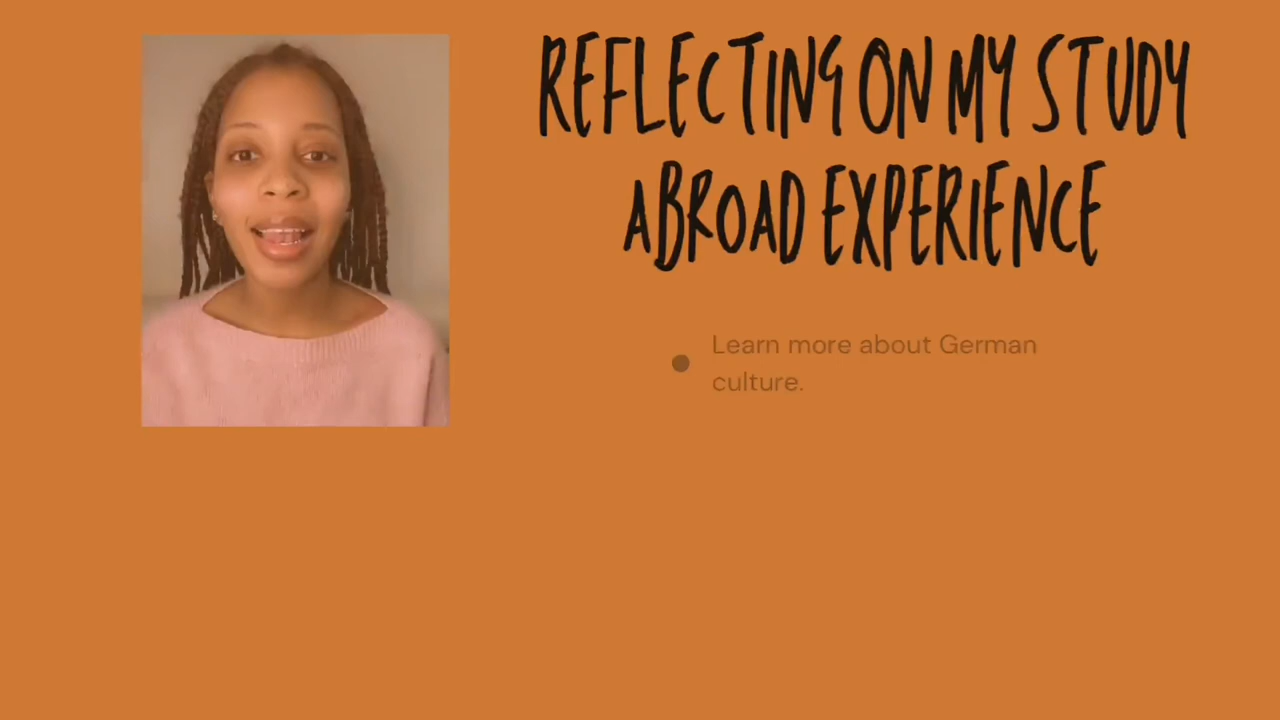 REFLECTING ON MY STUDY
ABROAD EXPERIENCE
Learn more about German
culture.